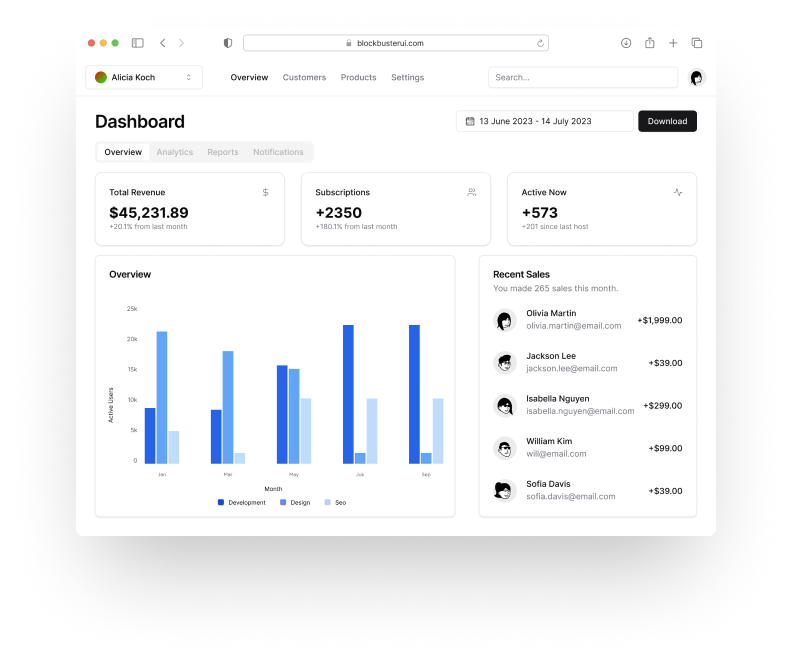 blockbusterui.com
Alicia Koch
Overview Customers Products Settings
Search...
Dashboard
13 June 2023 - 14 July 2023
Download
Overview Analytics Reports Notifications
Total Revenue
$
$45,231.89
+20.1% from last month
Subscriptions
+2350
+180.1% from last month
Active Now
+573
+201 since last host
Overview
25k
20k
15k
10k
5k
0
Active Users
Jan Mar May Juk Sep
Month
Development Design Seo
Recent Sales
You made 265 sales this month.
Olivia Martin
olivia.martin@email.com
+$1,999.00
Jackson Lee
jackson.lee@email.com
+$39.00
Isabella Nguyen
isabella.nguyen@email.com
+$299.00
William Kim
will@email.com
+$99.00
Sofia Davis
sofia.davis@email.com
+$39.00